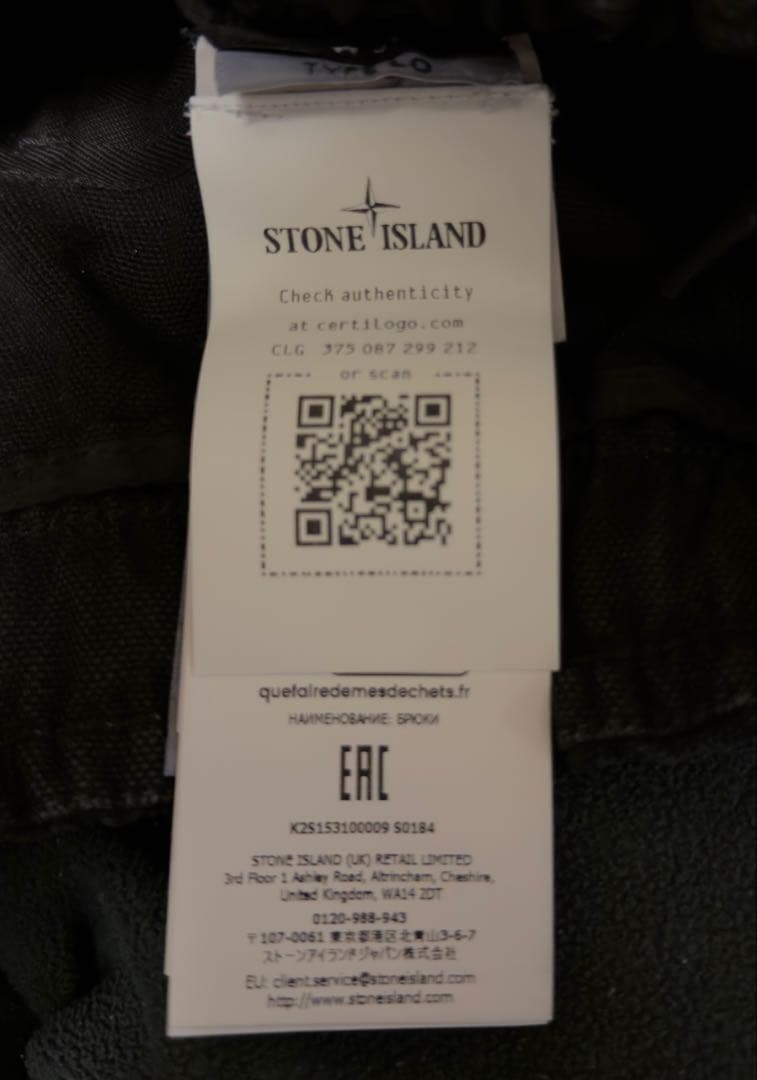 STONE ISLAND
Check authenticity
at certilogo.com
CLG 375 087 299 212
or scan
quefairedemesdechets.fr
НАИМЕНОВАНИЕ: БРЮКИ
EAC
K2S153100009 S0184
STONE ISLAND (UK) RETAIL LIMITED
3rd Floor 1 Ashley Road, Altrincham, Cheshire,
United Kingdom, WA14 2DT
0120-988-943
〒107-0061 東京都港区北青山3-6-7
ストーンアイランドジャパン株式会社
EU: client.service@stoneisland.com
http://www.stoneisland.com